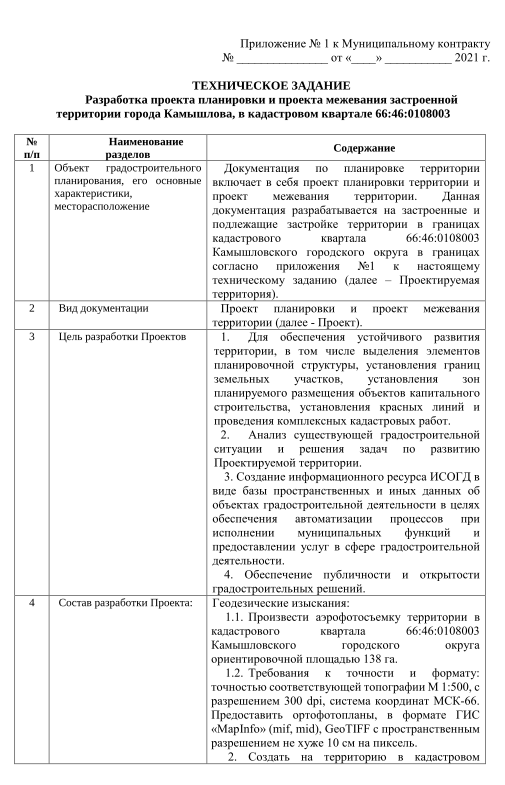 Приложение № 1 к Муниципальному контракту
№ _______________ от «____» ___________ 2021 г.
ТЕХНИЧЕСКОЕ ЗАДАНИЕ
Разработка проекта планировки и проекта межевания застроенной
территории города Камышлова, в кадастровом квартале 66:46:0108003
№ п/п
Наименование разделов
Содержание
1
Объект градостроительного
планирования, его основные
характеристики,
месторасположение
Документация по планировке территории
включает в себя проект планировки территории и
проект межевания территории. Данная
документация разрабатывается на застроенные и
подлежащие застройке территории в границах
кадастрового квартала 66:46:0108003
Камышловского городского округа в границах
согласно приложения №1 к настоящему
техническому заданию (далее – Проектируемая
территория).
2
Вид документации
Проект планировки и проект межевания
территории (далее - Проект).
3
Цель разработки Проектов
1. Для обеспечения устойчивого развития
территории, в том числе выделения элементов
планировочной структуры, установления границ
земельных участков, установления зон
планируемого размещения объектов капитального
строительства, установления красных линий и
проведения комплексных кадастровых работ.
2. Анализ существующей градостроительной
ситуации и решения задач по развитию
Проектируемой территории.
3. Создание информационного ресурса ИСОГД в
виде базы пространственных и иных данных об
объектах градостроительной деятельности в целях
обеспечения автоматизации процессов при
исполнении муниципальных функций и
предоставлении услуг в сфере градостроительной
деятельности.
4. Обеспечение публичности и открытости
градостроительных решений.
4
Состав разработки Проекта:
Геодезические изыскания:
1.1. Произвести аэрофотосъемку территории в
кадастрового квартала 66:46:0108003
Камышловского городского округа
ориентировочной площадью 138 га.
1.2. Требования к точности и формату:
точностью соответствующей топографии М 1:500, с
разрешением 300 dpi, система координат МСК-66.
Предоставить ортофотопланы, в формате ГИС
«MapInfo» (mif, mid), GeoTIFF с пространственным
разрешением не хуже 10 см на пиксель.
2. Создать на территорию в кадастровом